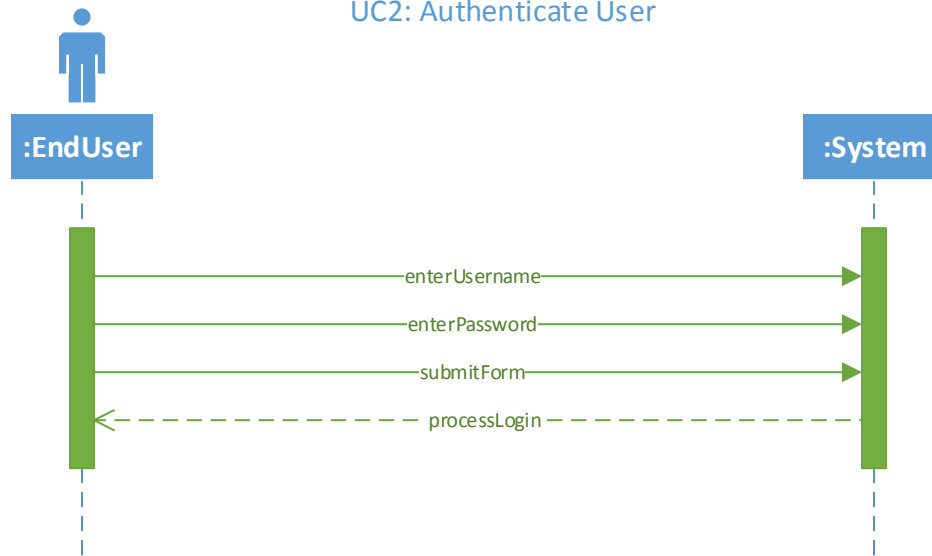 UC2: Authenticate User
:EndUser
:System
enterUsername
enterPassword
submitForm
processLogin